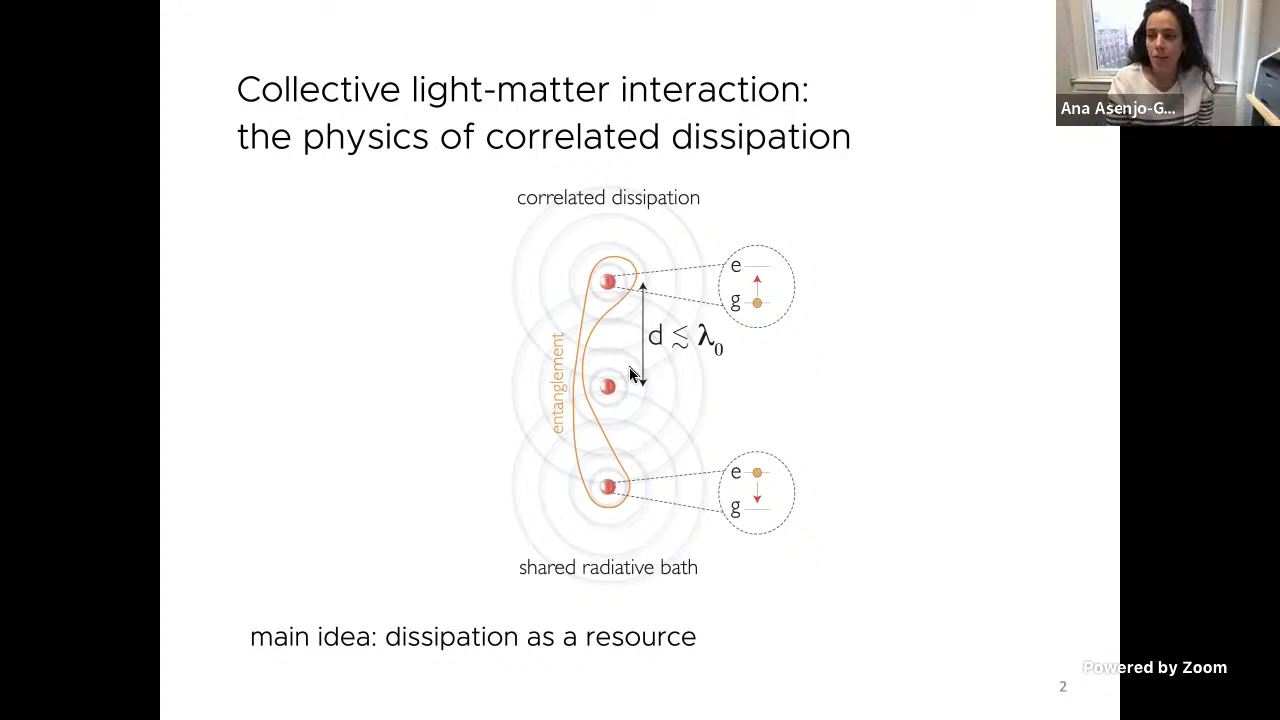 Collective light-matter interaction:
the physics of correlated dissipation
Ana Asenjo-G...
correlated dissipation
e
g
d ≲ λ₀
entanglement
e
g
shared radiative bath
main idea: dissipation as a resource
Powered by Zoom
2